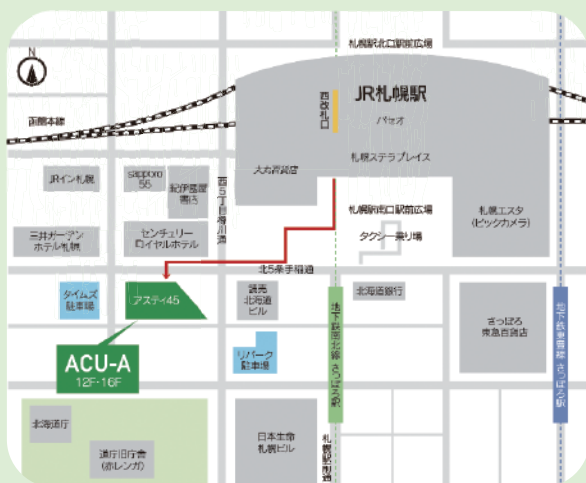 N
札幌駅北口駅前広場
JR札幌駅
パセオ
西改札口
函館本線
札幌ステラプレイス
大丸百貨店
JRイン札幌
sapporo
55
紀伊國屋
書店
西5丁目樽川通
札幌駅南口駅前広場
タクシー乗り場
札幌エスタ
(ビックカメラ)
三井ガーデン
ホテル札幌
センチュリー
ロイヤルホテル
北5条手稲通
タイムズ
駐車場
アスティ45
読売
北海道
ビル
北海道銀行
さっぽろ
東急百貨店
地下鉄南北線 さっぽろ駅
地下鉄東豊線 さっぽろ駅
リパーク
駐車場
ACU-A
12F・16F
北海道庁
道庁旧庁舎
(赤レンガ)
日本生命
札幌ビル
札幌駅前通